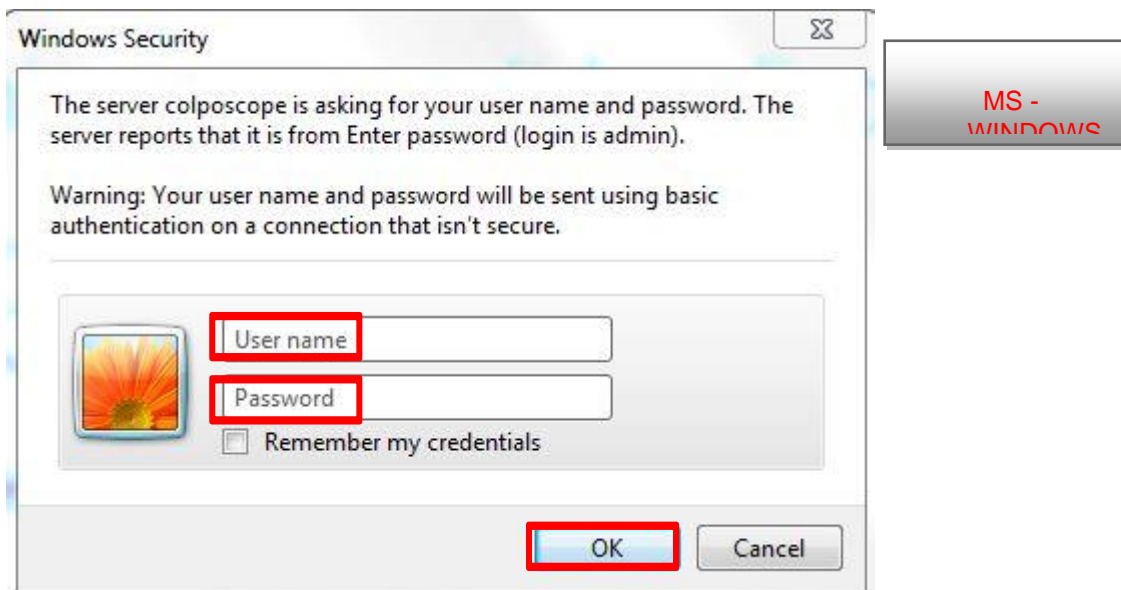 Windows Security
MS -
WINDOWS
The server colposcope is asking for your user name and password. The
server reports that it is from Enter password (login is admin).
Warning: Your user name and password will be sent using basic
authentication on a connection that isn't secure.
User name
Password
Remember my credentials
OK
Cancel